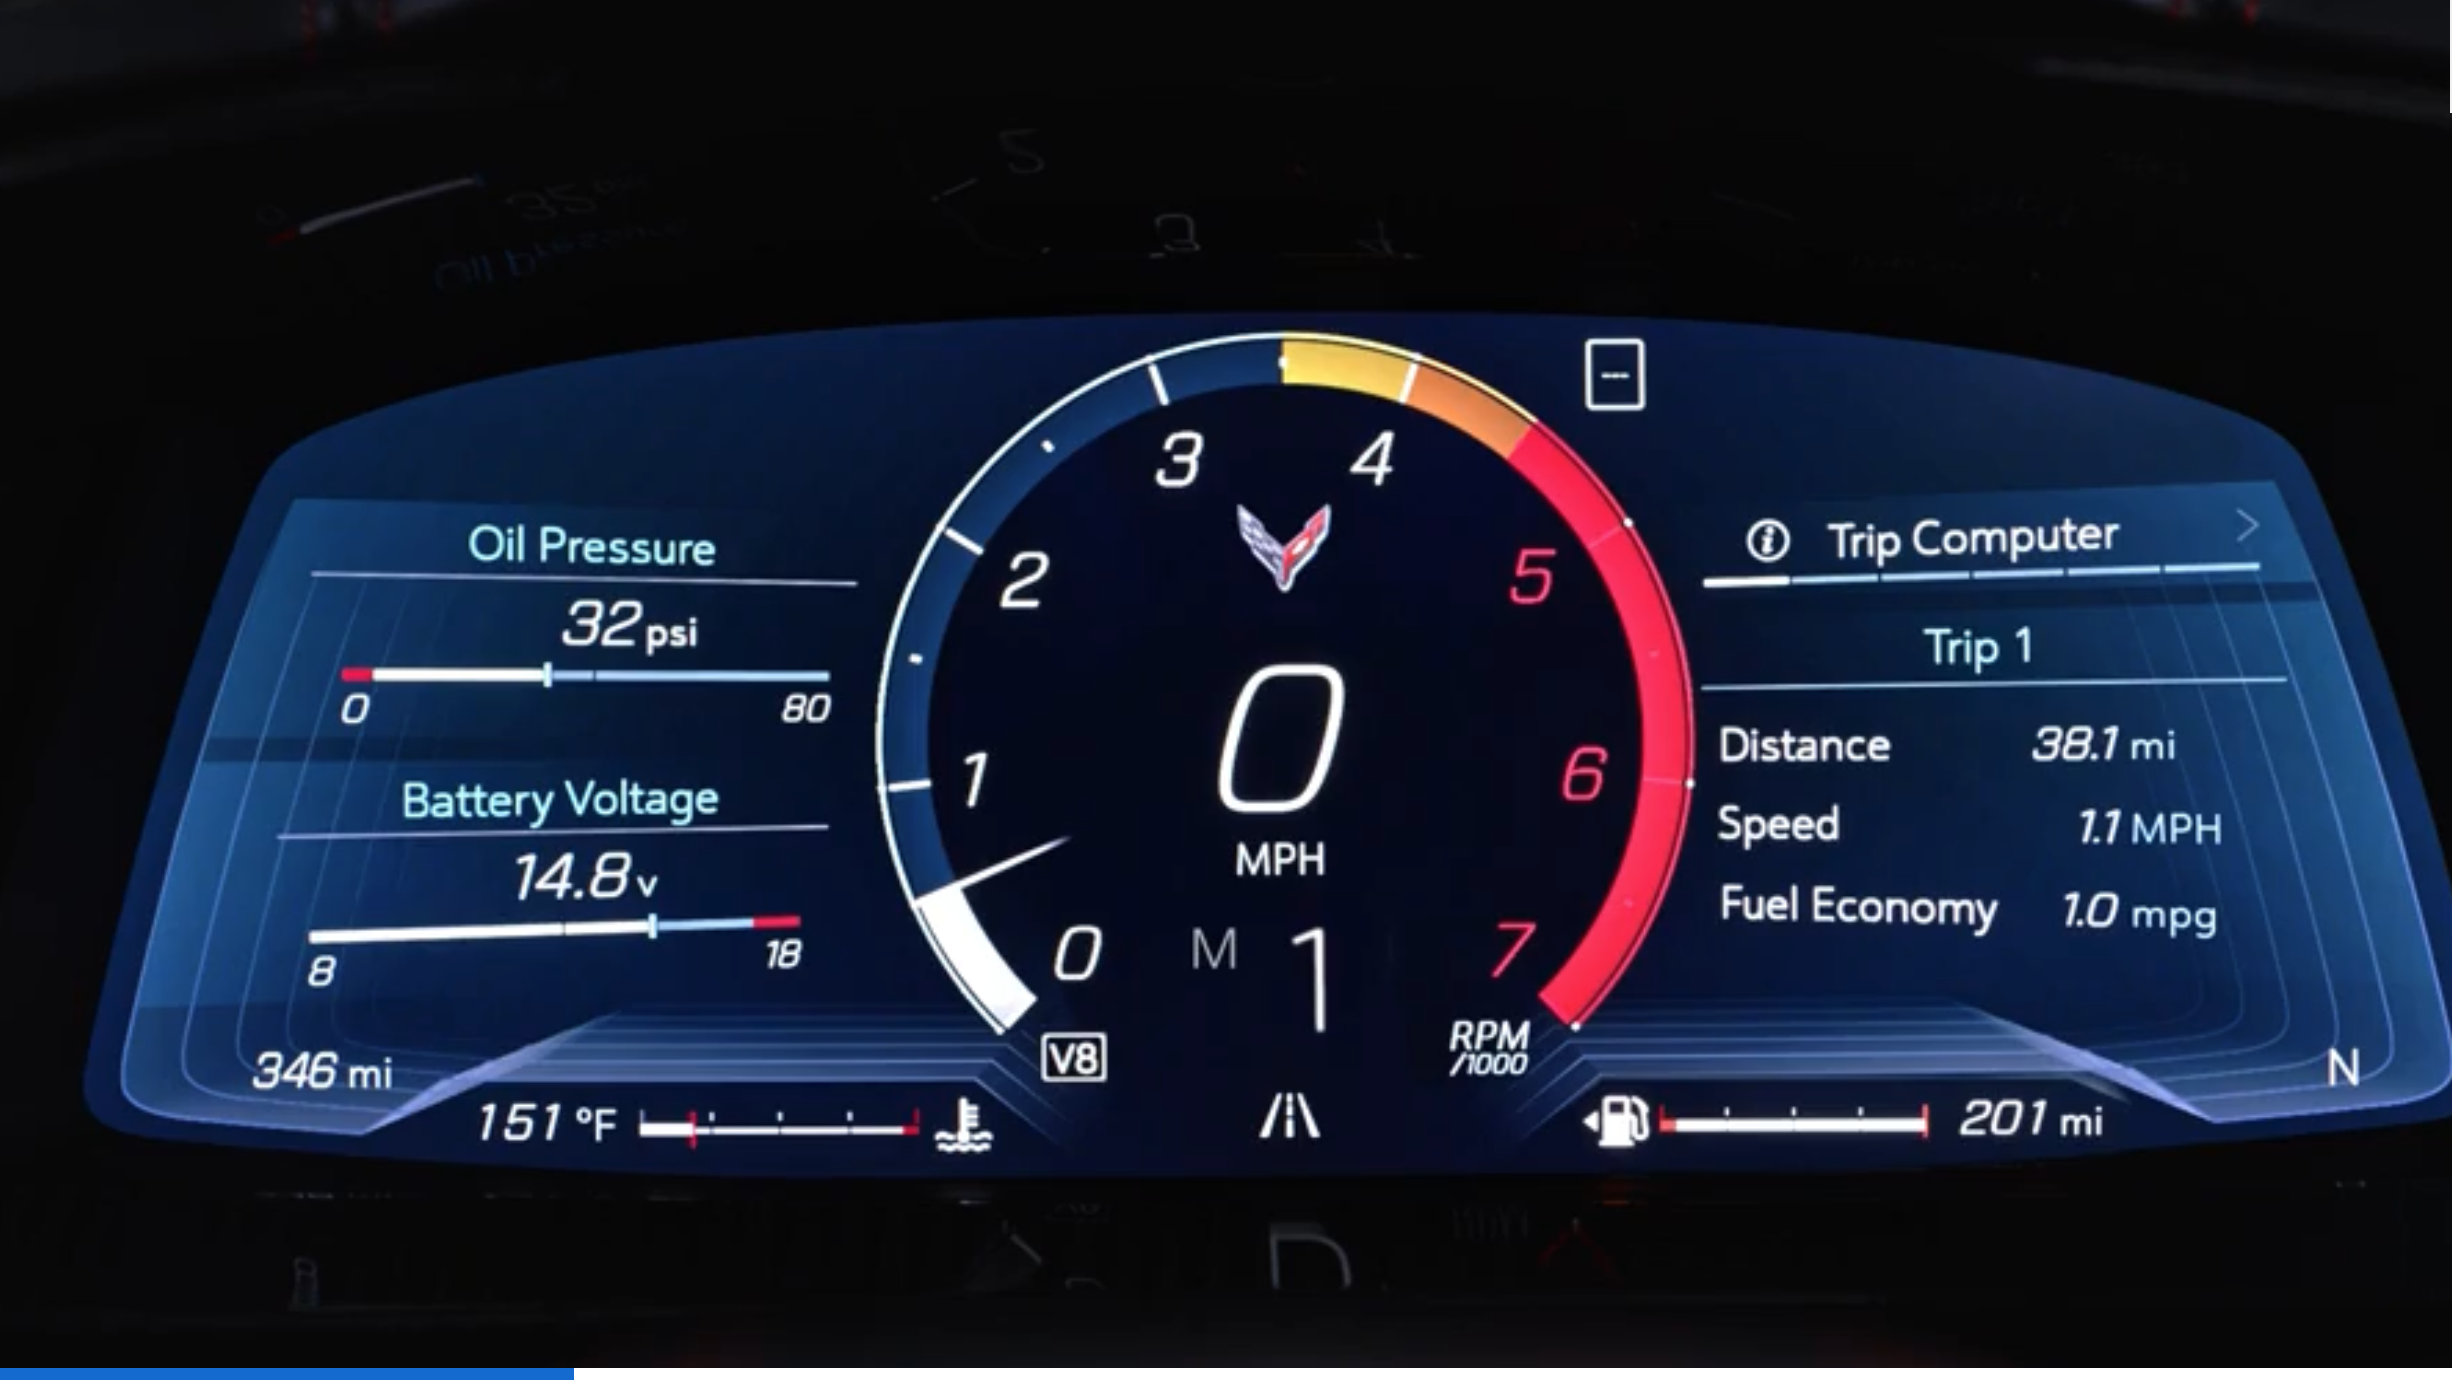 Oil Pressure
32 psi
0 80
Battery Voltage
14.8 v
8 18
346 mi
151 °F
0
1
2
3
4
5
6
7
RPM
/1000
0
MPH
M 1
V8
---
Trip Computer
Trip 1
Distance 38.1 mi
Speed 1.1 MPH
Fuel Economy 1.0 mpg
N
201 mi